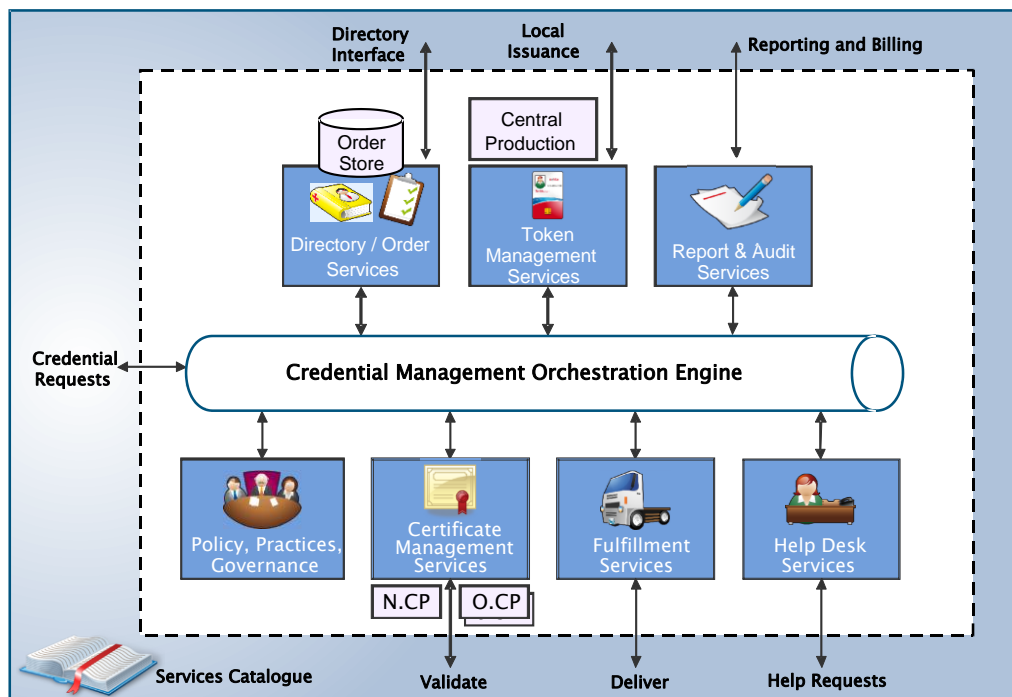 Directory
Interface
Local
Issuance
Reporting and Billing
Order
Store
Central
Production
Directory / Order
Services
Token
Management
Services
Report & Audit
Services
Credential
Requests
Credential Management Orchestration Engine
Policy, Practices,
Governance
Certificate
Management
Services
Fulfillment
Services
Help Desk
Services
N.CP
O.CP
Services Catalogue
Validate
Deliver
Help Requests